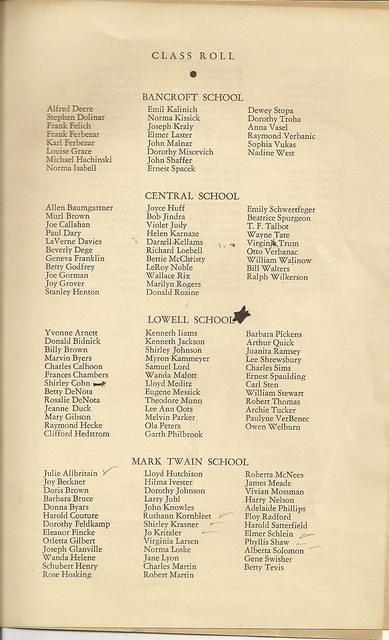 CLASS ROLL
BANCROFT SCHOOL
Alfred Deere
Stephen Dolinar
Frank Felich
Frank Ferbezar
Karl Ferbezar
Louise Grace
Michael Hachinski
Norma Isabell
Emil Kalinich
Norma Kissick
Joseph Kraly
Elmer Laster
John Malnar
Dorothy Miscevich
John Shaffer
Ernest Spacek
Dewey Stopa
Dorothy Troha
Anna Vasel
Raymond Verbanic
Sophia Vukas
Nadine West
CENTRAL SCHOOL
Allen Baumgartner
Murl Brown
Joe Callahan
Paul Dary
LaVerne Davies
Beverly Dege
Geneva Franklin
Betty Godfrey
Joe Gorman
Joy Grover
Stanley Henton
Joyce Huff
Bob Jindra
Violet Judy
Helen Karnaze
Darrell Kellams
Richard Loebell
Bettie McChristy
LeRoy Noble
Wallace Rix
Marilyn Rogers
Donald Rozine
Emily Schwertfeger
Beatrice Spurgeon
T. F. Talbot
Wayne Tate
Virginia Trum
Otto Verbanac
William Walinow
Bill Walters
Ralph Wilkerson
LOWELL SCHOOL
Yvonne Arnett
Donald Bidnick
Billy Brown
Marvin Byers
Charles Calhoon
Frances Chambers
Shirley Cohn
Betty DeNota
Rosalie DeNota
Jeanne Duck
Mary Gibson
Raymond Hecke
Clifford Hedstrom
Kenneth Iiams
Kenneth Jackson
Shirley Johnson
Myron Kammeyer
Samuel Lord
Wanda Malott
Lloyd Meditz
Eugene Messick
Theodore Munn
Lee Ann Oots
Melvin Parker
Ola Peters
Garth Philbrook
Barbara Pickens
Arthur Quick
Juanita Ramsey
Lee Shrewsbury
Charles Sims
Ernest Spaulding
Carl Sten
William Stewart
Robert Thomas
Archie Tucker
Paulyne VerBenec
Owen Welburn
MARK TWAIN SCHOOL
Julie Allbritain
Joy Beckner
Doris Brown
Barbara Bruce
Donna Byars
Harold Couture
Dorothy Feldkamp
Eleanor Fincke
Orletta Gilbert
Joseph Glanville
Wanda Helene
Schubert Henry
Rose Hosking
Lloyd Hutchison
Hilma Ivester
Dorothy Johnson
Larry Juhl
John Knowles
Ruthann Kornbleet
Shirley Krasner
Jo Kritzler
Virginia Larsen
Norma Loske
Jane Lyon
Charles Martin
Robert Martin
Roberta McNees
James Meade
Vivian Mossman
Harry Nelson
Adelaide Phillips
Floy Radford
Harold Satterfield
Elmer Schlein
Phyllis Shaw
Alberta Solomon
Gene Swisher
Betty Tevis